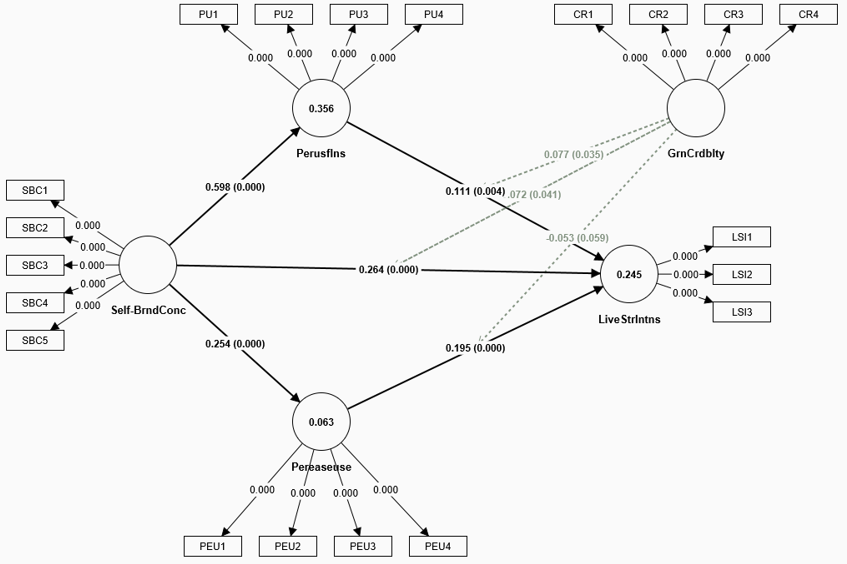 PU1 PU2 PU3 PU4 CR1 CR2 CR3 CR4
0.000 0.000 0.000 0.000 0.000 0.000 0.000 0.000
0.356
PerusfIns GrnCrdblty
0.077 (0.035)
SBC1 0.598 (0.000) 0.111 (0.004) .072 (0.041)
0.000
SBC2 -0.053 (0.059) LSI1
0.000 0.000
SBC3 0.000 0.264 (0.000) 0.245 0.000 LSI2
0.000 0.000
SBC4
0.000 Self-BrndConc LiveStrIntns LSI3
SBC5 0.254 (0.000) 0.195 (0.000)
0.063
Pereaseuse
0.000 0.000 0.000 0.000
PEU1 PEU2 PEU3 PEU4